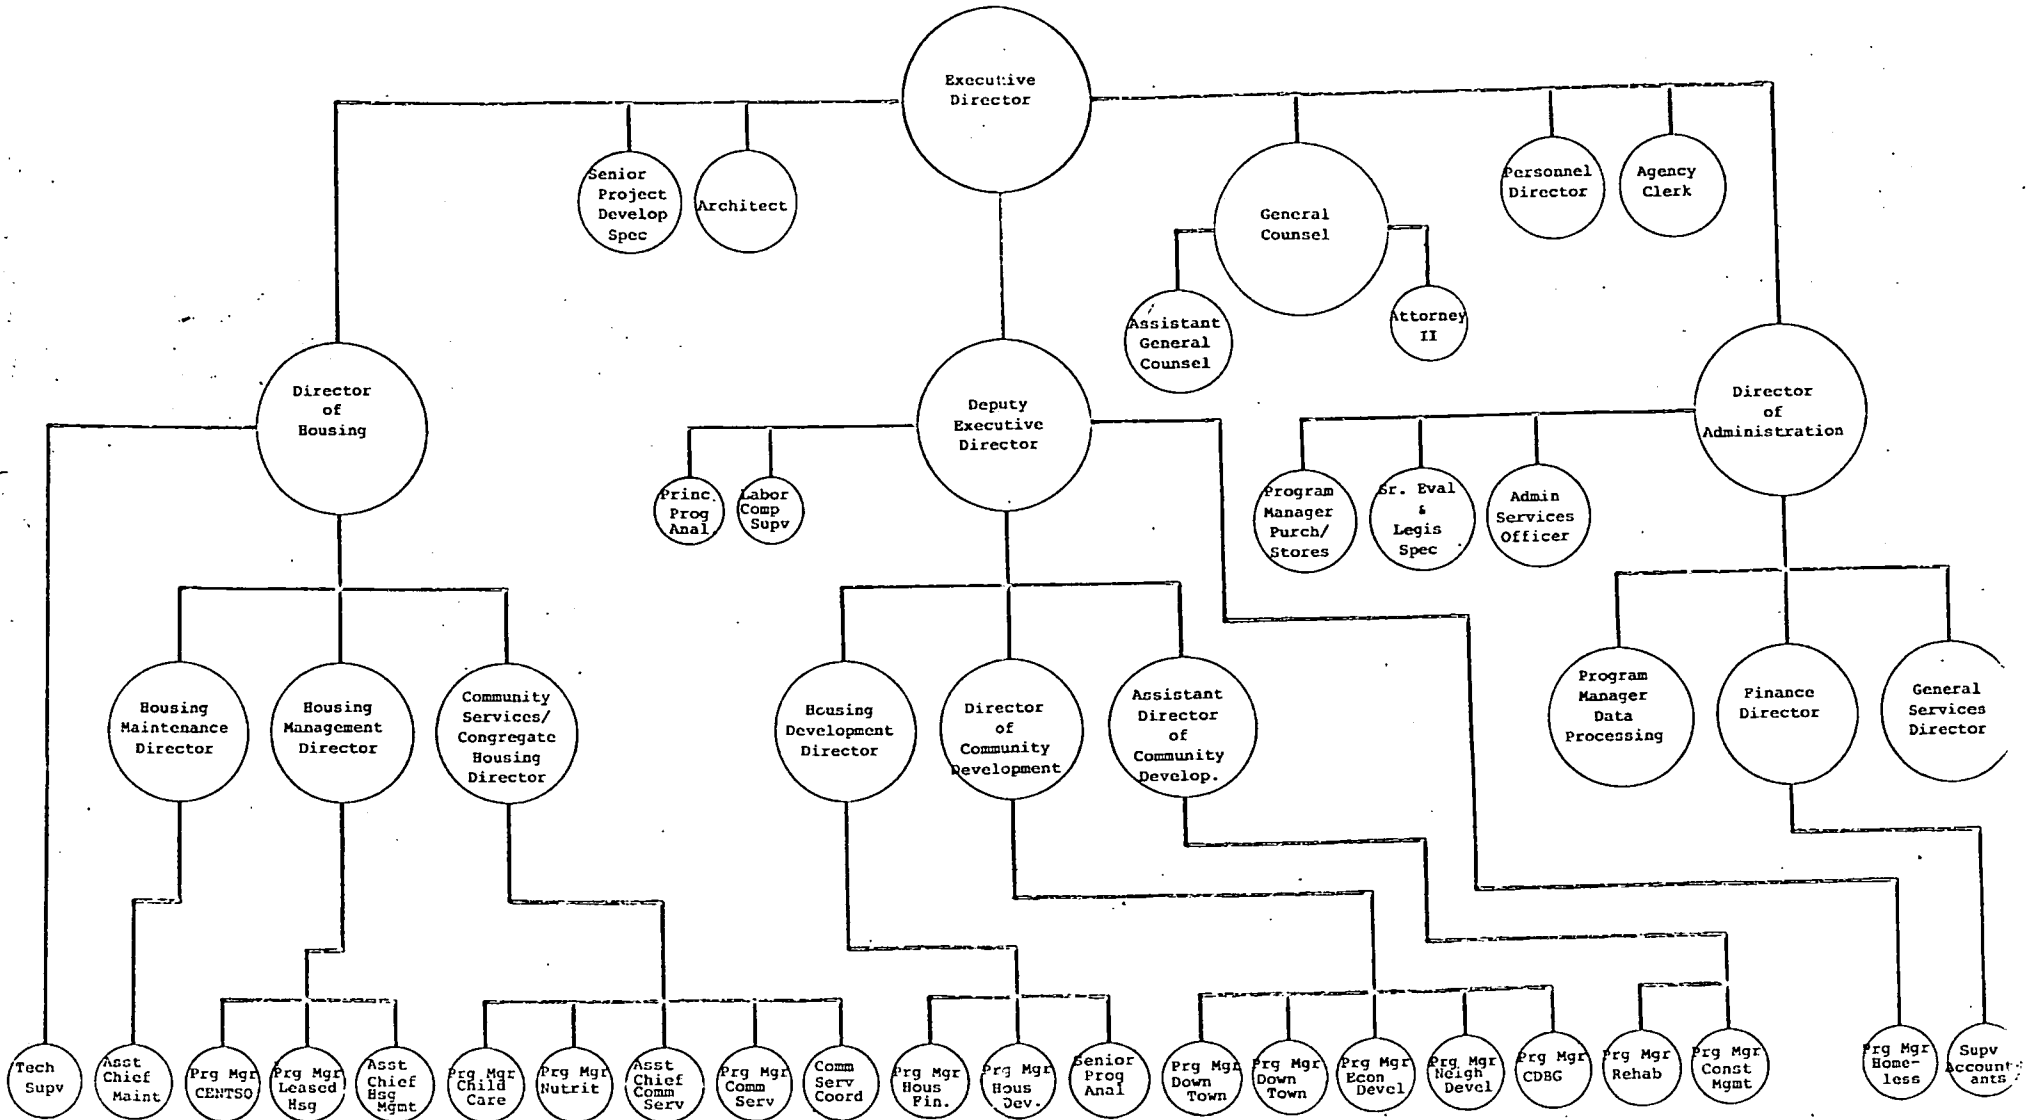 Executive
Director
Senior
Project
Develop
Spec
Architect
General
Counsel
Personnel
Director
Agency
Clerk
Assistant
General
Counsel
Attorney
II
Director
of
Housing
Deputy
Executive
Director
Director
of
Administration
Princ.
Prog
Anal
Labor
Comp
Supv
Program
Manager
Purch/
Stores
Sr. Eval
&
Legis
Spec
Admin
Services
Officer
Housing
Maintenance
Director
Housing
Management
Director
Community
Services/
Congregate
Housing
Director
Housing
Development
Director
Director
of
Community
Development
Assistant
Director
of
Community
Develop.
Program
Manager
Data
Processing
Finance
Director
General
Services
Director
Tech
Supv
Asst
Chief
Maint
Prg Mgr
CENTSQ
Prg Mgr
Leased
Hsg
Asst
Chief
Hsg
Mgmt
Prg Mgr
Child
Care
Prg Mgr
Nutrit
Asst
Chief
Comm
Serv
Prg Mgr
Comm
Serv
Comm
Serv
Coord
Prg Mgr
Hous
Fin.
Prg Mgr
Hous
Dev.
Senior
Prog
Anal
Prg Mgr
Down
Town
Prg Mgr
Down
Town
Prg Mgr
Econ
Devel
Prg Mgr
Neigh
Devel
Prg Mgr
CDBG
Prg Mgr
Rehab
Prg Mgr
Const
Mgmt
Prg Mgr
Home-
less
Supv
Account-
ants